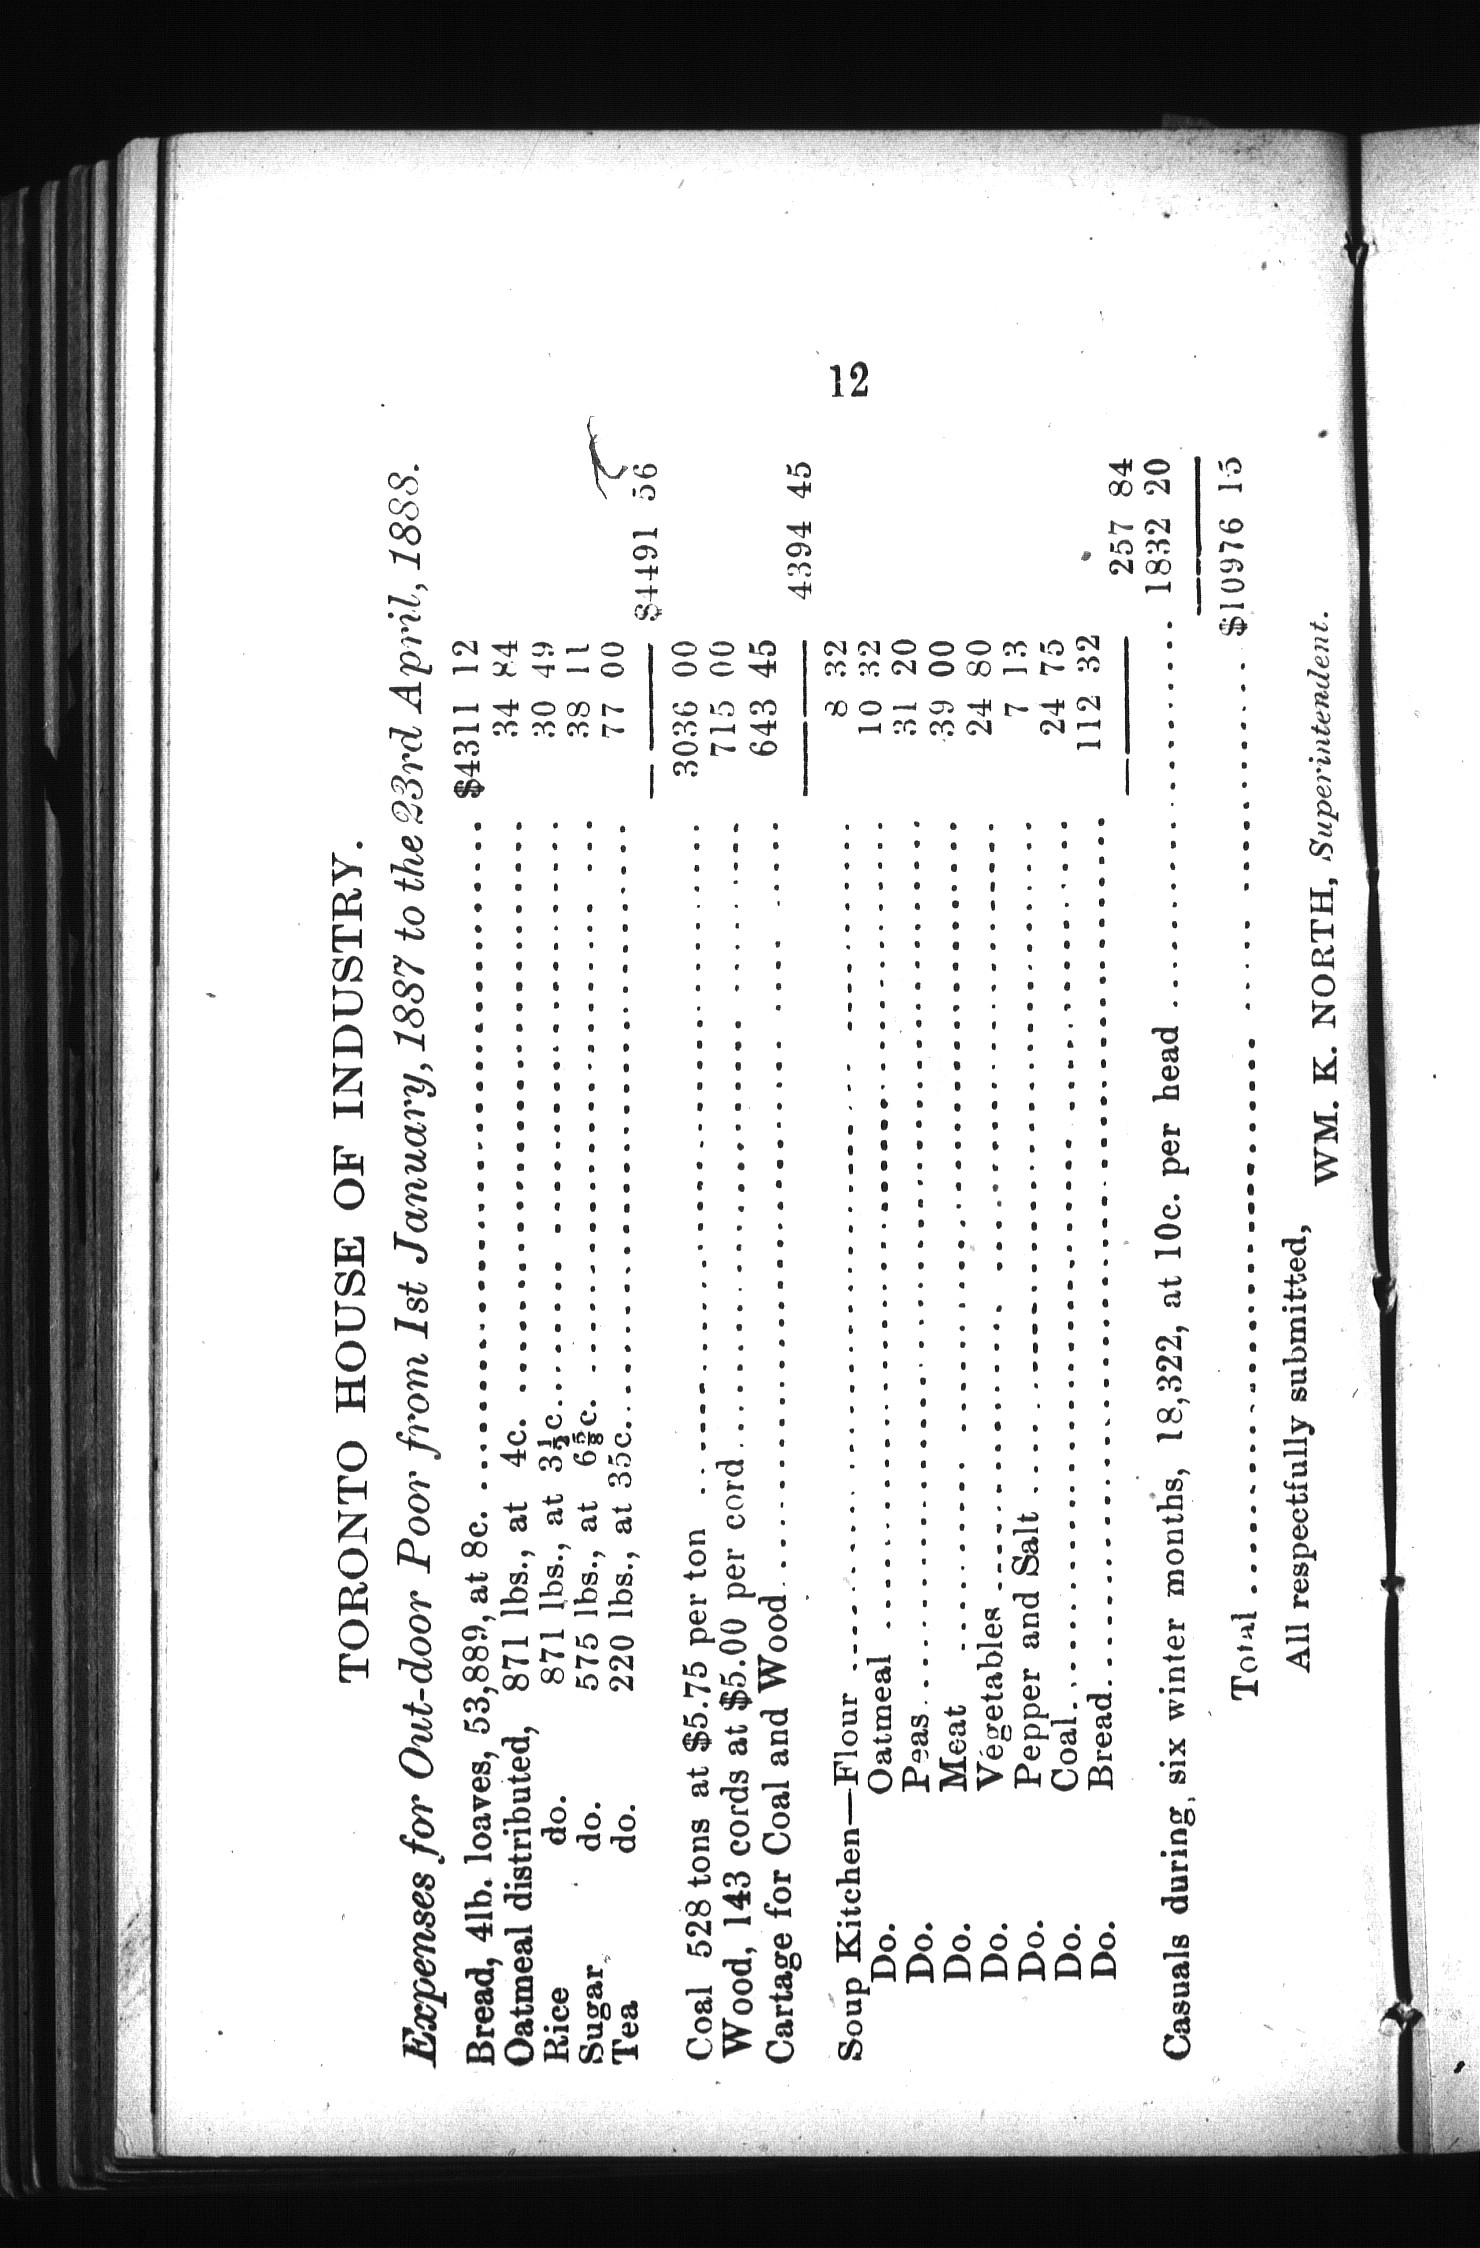 TORONTO HOUSE OF INDUSTRY.
Expenses for Out-door Poor from 1st January, 1887 to the 23rd April, 1888.
Bread, 4lb. loaves, 53,889, at 8c. .......... $4311 12
Oatmeal distributed, 871 lbs., at 4c. .......... 34 84
Rice do. 871 lbs., at 3½c.......... 30 49
Sugar do. 575 lbs., at 6⅝c. .......... 38 11
Tea do. 220 lbs., at 35c.......... 77 00
$4491 56
Coal 528 tons at $5.75 per ton .......... 3036 00
Wood, 143 cords at $5.00 per cord .......... 715 00
Cartage for Coal and Wood .......... 643 45
4394 45
Soup Kitchen—Flour .......... 8 32
Do. Oatmeal .......... 10 32
Do. Peas .......... 31 20
Do. Meat .......... 39 00
Do. Vegetables .......... 24 80
Do. Pepper and Salt .......... 7 13
Do. Coal .......... 24 75
Do. Bread .......... 112 32
257 84
Casuals during, six winter months, 18,322, at 10c. per head .......... 1832 20
Total .......... $10976 15
All respectfully submitted,
WM. K. NORTH, Superintendent.
12